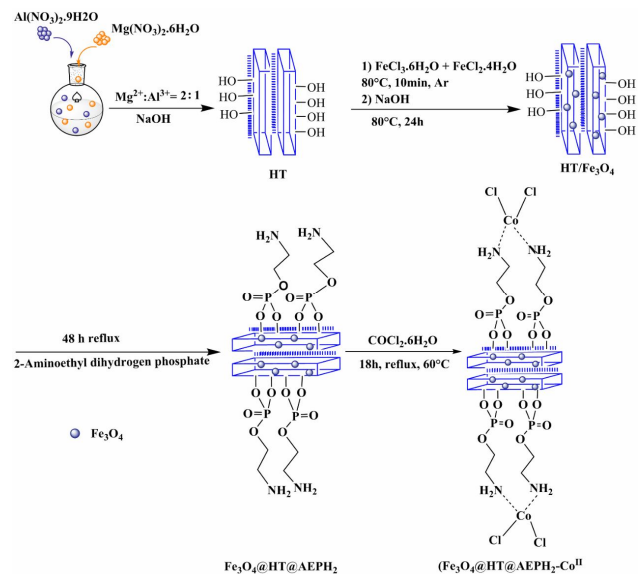 Al(NO3)2.9H2O
Mg(NO3)2.6H2O
Mg2+:Al3+= 2:1
NaOH
HO
HO
HO
OH
OH
OH
OH
HT
1) FeCl3.6H2O + FeCl2.4H2O
80°C, 10min, Ar
2) NaOH
80°C, 24h
HO
HO
HO
OH
OH
OH
OH
HT/Fe3O4
48 h reflux
2-Aminoethyl dihydrogen phosphate
Fe3O4
H2N
H2N
O
O
O=P
O=P
O O O O
O O O O
P=O
P=O
O
O
NH2
NH2
Fe3O4@HT@AEPH2
COCl2.6H2O
18h, reflux, 60°C
Cl
Cl
Co
H2N
NH2
O
O
O=P
O=P
O O O O
O O O O
P=O
P=O
O
O
H2N
NH2
Co
Cl
Cl
(Fe3O4@HT@AEPH2-CoII